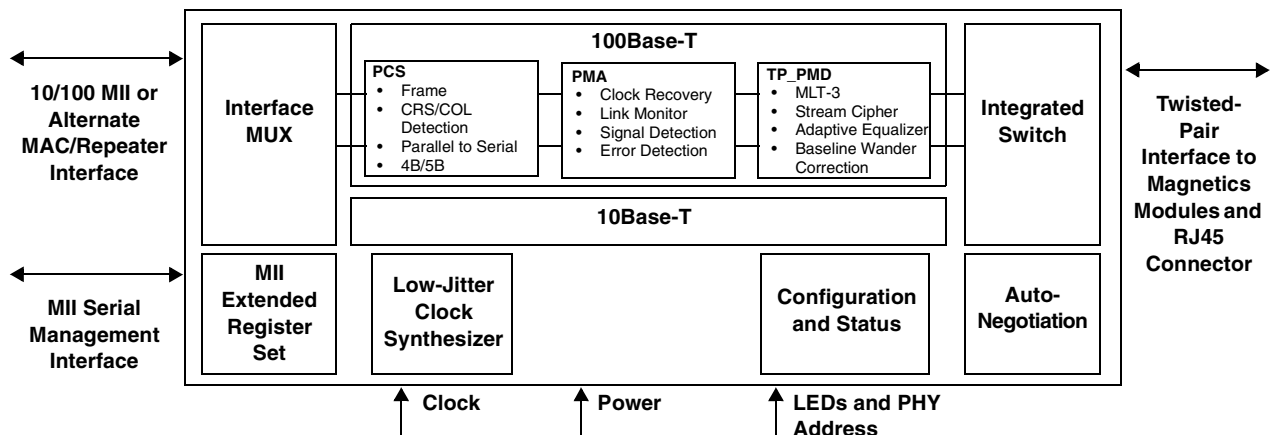 10/100 MII or
Alternate
MAC/Repeater
Interface
MII Serial
Management
Interface
Interface
MUX
100Base-T
PCS
• Frame
• CRS/COL
Detection
• Parallel to Serial
• 4B/5B
PMA
• Clock Recovery
• Link Monitor
• Signal Detection
• Error Detection
TP_PMD
• MLT-3
• Stream Cipher
• Adaptive Equalizer
• Baseline Wander
Correction
10Base-T
Integrated
Switch
MII
Extended
Register
Set
Low-Jitter
Clock
Synthesizer
Configuration
and Status
Auto-
Negotiation
Twisted-
Pair
Interface to
Magnetics
Modules and
RJ45
Connector
Clock
Power
LEDs and PHY
Address